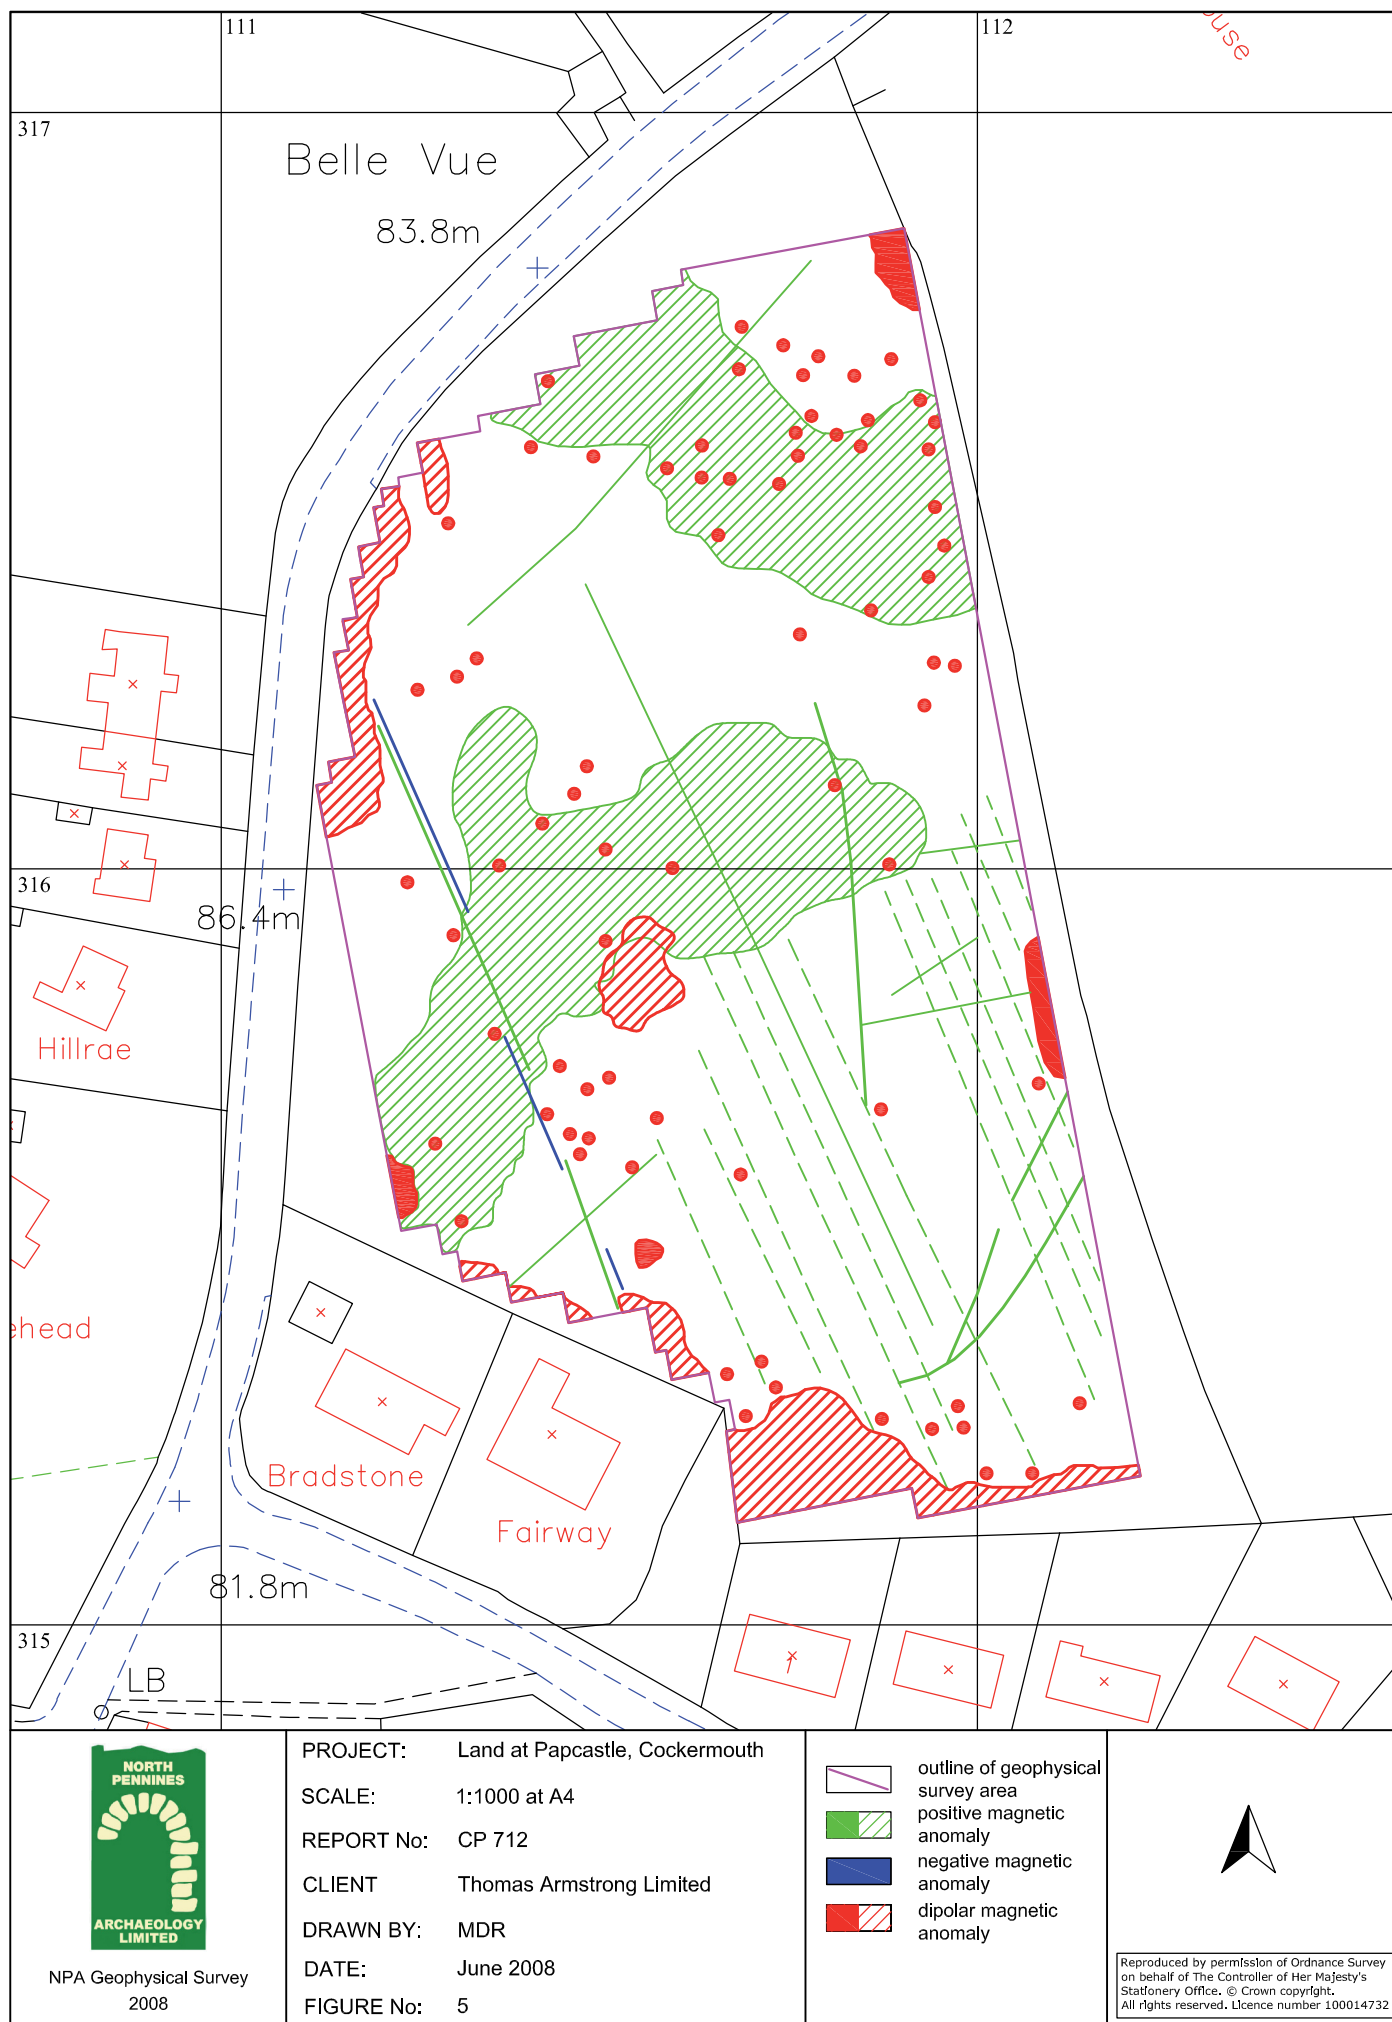 111
112
ouse
317
Belle Vue
83.8m
316
86.4m
Hillrae
ehead
Bradstone
Fairway
81.8m
315
LB
NORTH
PENNINES
ARCHAEOLOGY
LIMITED
NPA Geophysical Survey
2008
PROJECT: Land at Papcastle, Cockermouth
SCALE: 1:1000 at A4
REPORT No: CP 712
CLIENT Thomas Armstrong Limited
DRAWN BY: MDR
DATE: June 2008
FIGURE No: 5
outline of geophysical
survey area
positive magnetic
anomaly
negative magnetic
anomaly
dipolar magnetic
anomaly
Reproduced by permission of Ordnance Survey
on behalf of The Controller of Her Majesty's
Stationery Office. © Crown copyright.
All rights reserved. Licence number 100014732